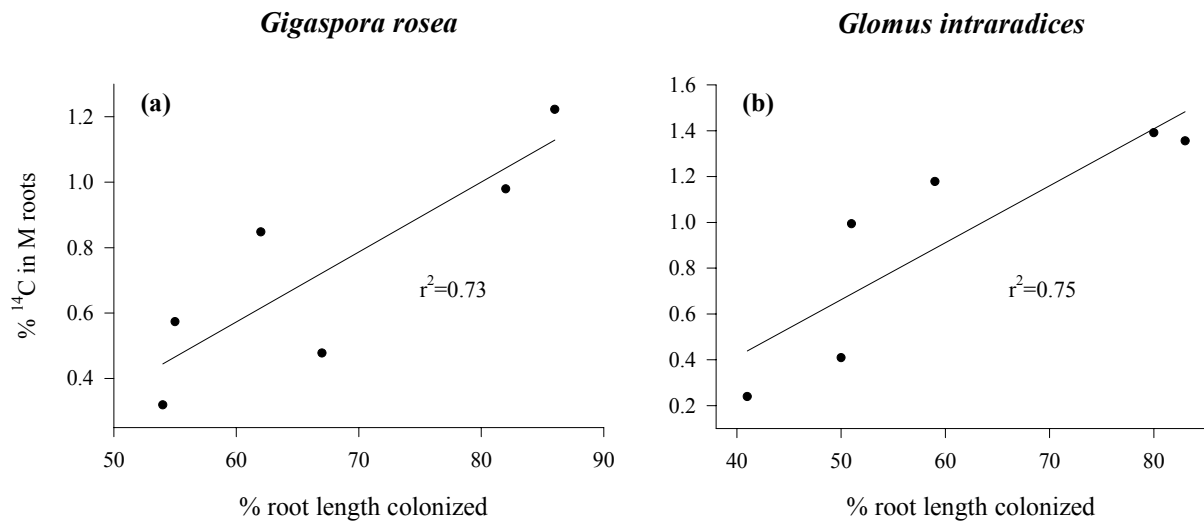 Gigaspora rosea
Glomus intraradices
(a)
% ¹⁴C in M roots
1.2
1.0
0.8
0.6
0.4
r²=0.73
50 60 70 80 90
% root length colonized
(b)
1.6
1.4
1.2
1.0
0.8
0.6
0.4
0.2
r²=0.75
40 50 60 70 80
% root length colonized